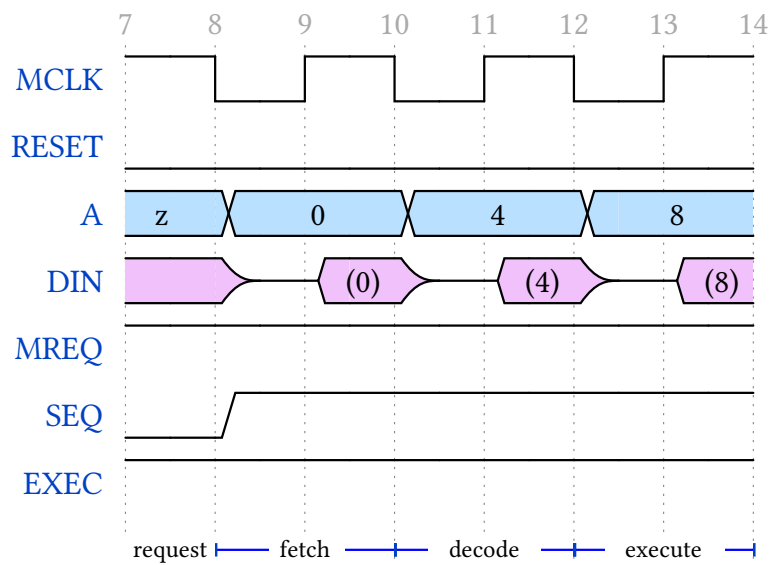 7 8 9 10 11 12 13 14
MCLK
RESET
A z 0 4 8
DIN (0) (4) (8)
MREQ
SEQ
EXEC
request fetch decode execute